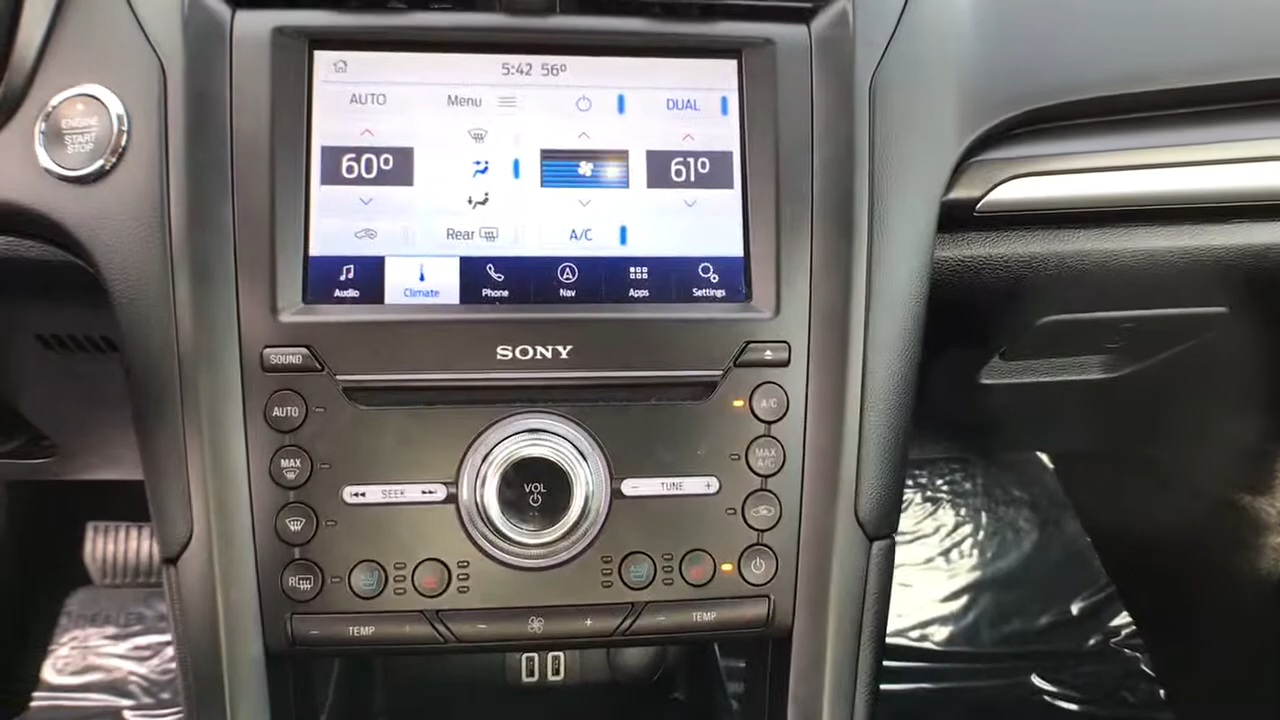 ENGINE
START
STOP
5:42 56º
AUTO
Menu
DUAL
60º
61º
Rear
A/C
Audio
Climate
Phone
Nav
Apps
Settings
SOUND
SONY
AUTO
A/C
MAX
MAX
A/C
SEEK
VOL
− TUNE +
R
− TEMP +
− +
− TEMP +